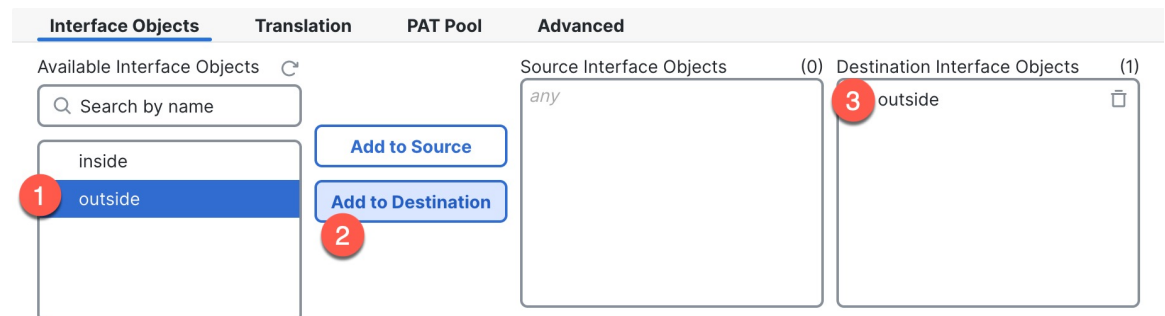 Interface Objects Translation PAT Pool Advanced
Available Interface Objects
Source Interface Objects (0)
Destination Interface Objects (1)
Search by name
any
3 outside
Add to Source
inside
1 outside
Add to Destination
2